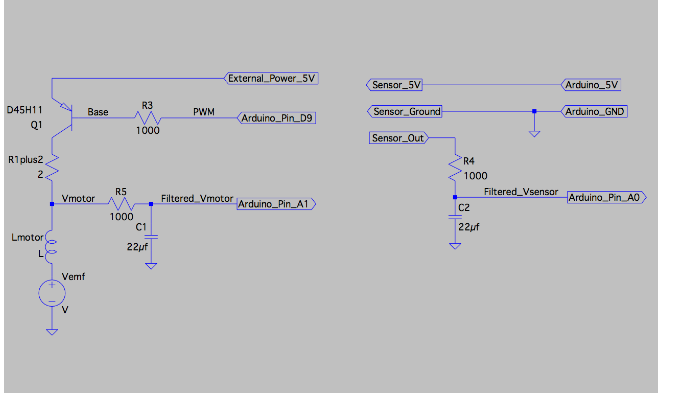 External_Power_5V
D45H11
Q1
Base
R3
1000
PWM
Arduino_Pin_D9
R1plus2
2
Vmotor
R5
1000
Filtered_Vmotor
Arduino_Pin_A1
C1
22µf
Lmotor
L
Vemf
V
Sensor_5V
Arduino_5V
Sensor_Ground
Arduino_GND
Sensor_Out
R4
1000
Filtered_Vsensor
Arduino_Pin_A0
C2
22µf